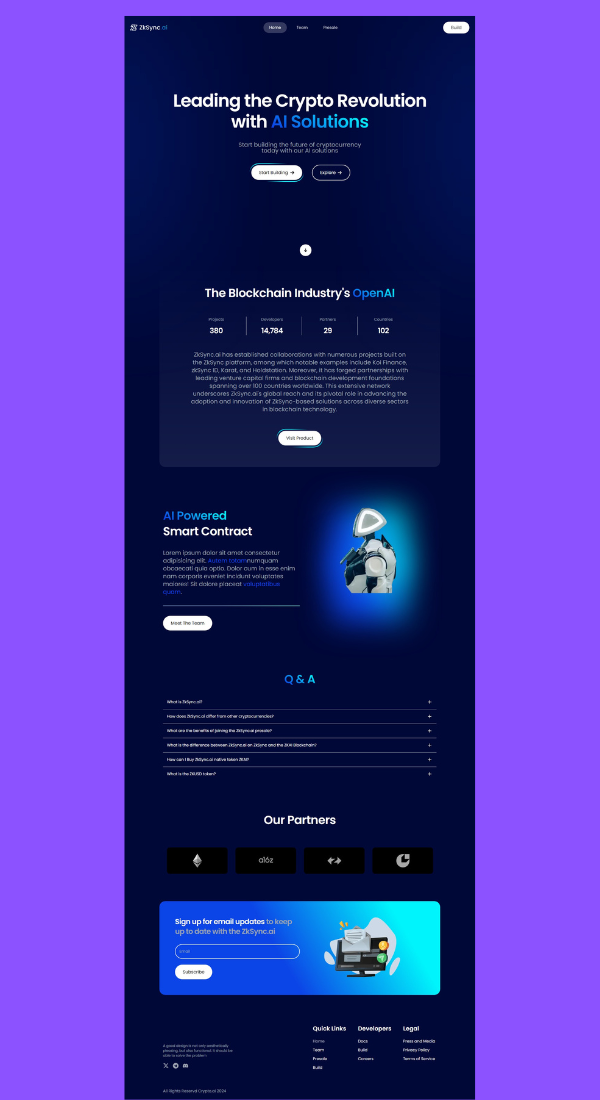 ZkSync.ai
Home Team Presale
Build
Leading the Crypto Revolution
with AI Solutions
Start building the future of cryptocurrency
today with our AI solutions
Start Building →
Explore →
The Blockchain Industry's OpenAI
Projects Developers Partners Countries
380 14,784 29 102
ZkSync.ai has established collaborations with numerous projects built on
the ZkSync platform, among which notable examples include Koi Finance,
ZkSync ID, Karat, and Holdstation. Moreover, it has forged partnerships with
leading venture capital firms and blockchain development foundations
spanning over 100 countries worldwide. This extensive network
underscores ZkSync.ai's global reach and its pivotal role in advancing the
adoption and innovation of ZkSync-based solutions across diverse sectors
in blockchain technology.
Visit Product
AI Powered
Smart Contract
Lorem ipsum dolor sit amet consectetur
adipisicing elit. Autem totam numquam
obcaecati quia optio. Dolor cum in esse enim
nam corporis eveniet incidunt voluptates
maiores! Sit dolore placeat voluptatibus
quam.
Meet The Team
Q & A
What is ZkSync.ai? +
How does ZkSync.ai differ from other cryptocurrencies? +
What are the benefits of joining the ZkSync.ai presale? +
What is the difference between ZkSync.ai on ZkSync and the ZKAI Blockchain? +
How can I Buy ZkSync.ai native token ZKAI? +
What is the ZKUSD token? +
Our Partners
a16z
Sign up for email updates to keep
up to date with the ZkSync.ai
Email
Subscribe
Quick Links Developers Legal
Home Docs Press and Media
Team Build Privacy Policy
Presale Careers Terms of Service
Build
A good design is not only aesthetically
pleasing, but also functional. It should be
able to solve the problem
All Rights Reserved Crypto.ai 2024